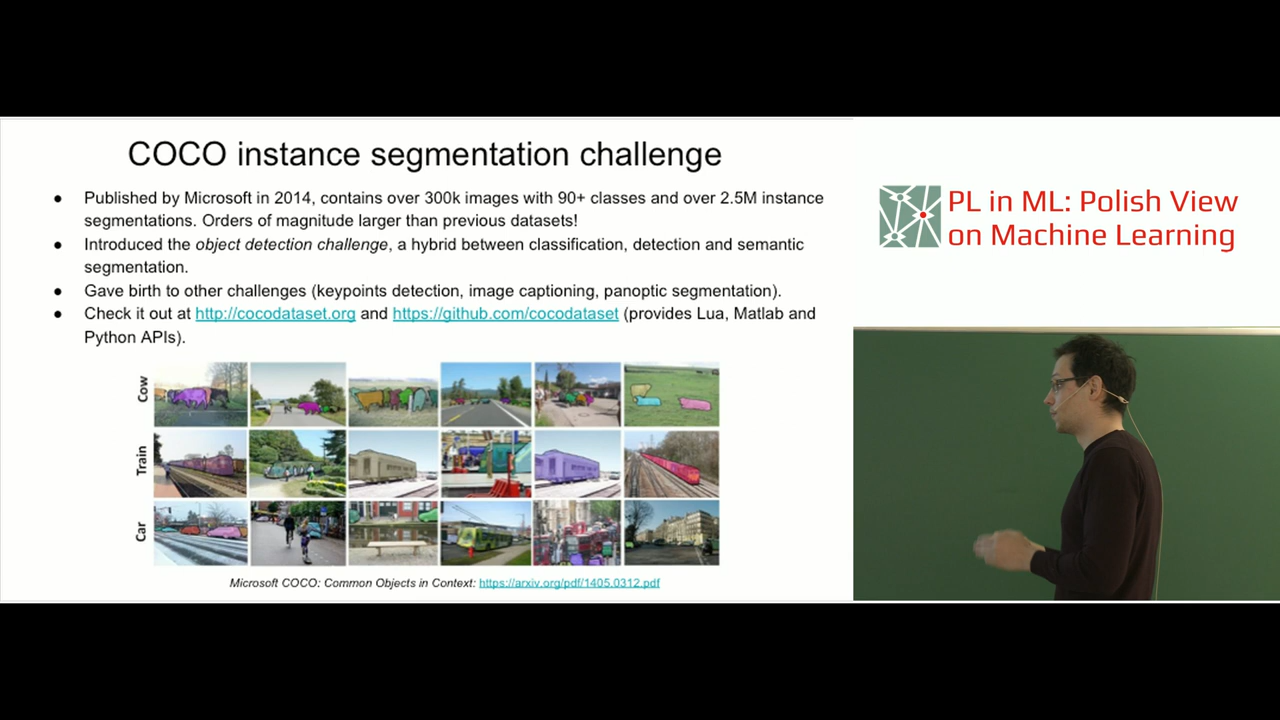 COCO instance segmentation challenge
● Published by Microsoft in 2014, contains over 300k images with 90+ classes and over 2.5M instance
segmentations. Orders of magnitude larger than previous datasets!
● Introduced the object detection challenge, a hybrid between classification, detection and semantic
segmentation.
● Gave birth to other challenges (keypoints detection, image captioning, panoptic segmentation).
● Check it out at http://cocodataset.org and https://github.com/cocodataset (provides Lua, Matlab and
Python APIs).
Cow
Train
Car
Microsoft COCO: Common Objects in Context: https://arxiv.org/pdf/1405.0312.pdf
PL in ML: Polish View
on Machine Learning